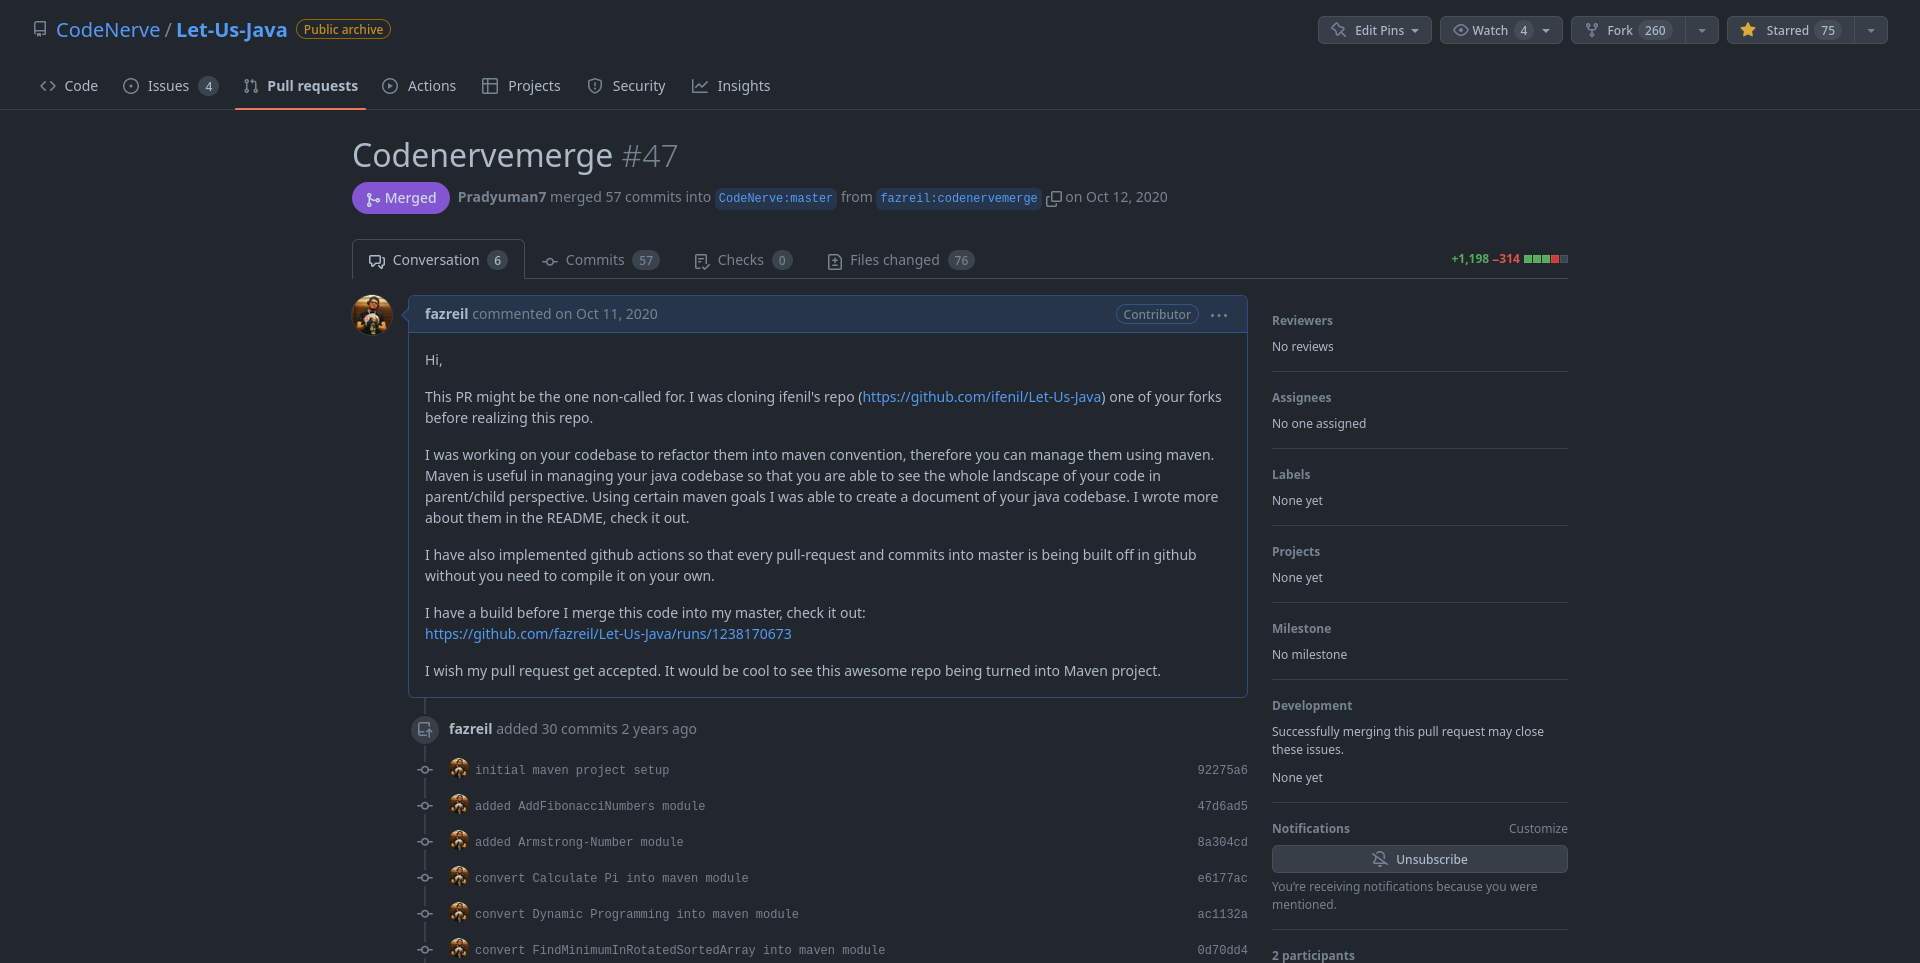 CodeNerve / Let-Us-Java Public archive Edit Pins Watch 4 Fork 260 Starred 75
Code Issues 4 Pull requests Actions Projects Security Insights
Codenervemerge #47
Merged Pradyuman7 merged 57 commits into CodeNerve:master from fazreil:codenervemerge on Oct 12, 2020
Conversation 6 Commits 57 Checks 0 Files changed 76 +1,198 −314
fazreil commented on Oct 11, 2020 Contributor ...
Hi,
This PR might be the one non-called for. I was cloning ifenil's repo (https://github.com/ifenil/Let-Us-Java) one of your forks
before realizing this repo.
I was working on your codebase to refactor them into maven convention, therefore you can manage them using maven.
Maven is useful in managing your java codebase so that you are able to see the whole landscape of your code in
parent/child perspective. Using certain maven goals I was able to create a document of your java codebase. I wrote more
about them in the README, check it out.
I have also implemented github actions so that every pull-request and commits into master is being built off in github
without you need to compile it on your own.
I have a build before I merge this code into my master, check it out:
https://github.com/fazreil/Let-Us-Java/runs/1238170673
I wish my pull request get accepted. It would be cool to see this awesome repo being turned into Maven project.
fazreil added 30 commits 2 years ago
initial maven project setup 92275a6
added AddFibonacciNumbers module 47d6ad5
added Armstrong-Number module 8a304cd
convert Calculate Pi into maven module e6177ac
convert Dynamic Programming into maven module ac1132a
convert FindMinimumInRotatedSortedArray into maven module 0d70dd4
Reviewers
No reviews
Assignees
No one assigned
Labels
None yet
Projects
None yet
Milestone
No milestone
Development
Successfully merging this pull request may close
these issues.
None yet
Notifications Customize
Unsubscribe
You're receiving notifications because you were
mentioned.
2 participants